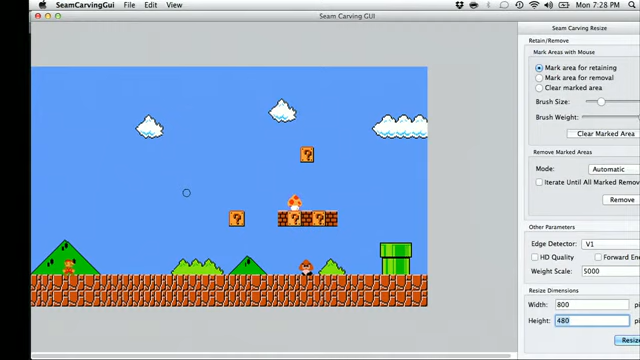 SeamCarvingGui File Edit View Mon 7:28 PM
Seam Carving GUI
Seam Carving Resize
Retain/Remove
Mark Areas with Mouse
Mark area for retaining
Mark area for removal
Clear marked area
Brush Size:
Brush Weight:
Clear Marked Area
Remove Marked Areas
Mode: Automatic
Iterate Until All Marked
Remove
Other Parameters
Edge Detector: V1
HD Quality Forward
Weight Scale: 5000
Resize Dimensions
Width: 800
Height: 480
Resize
? ? ? ?